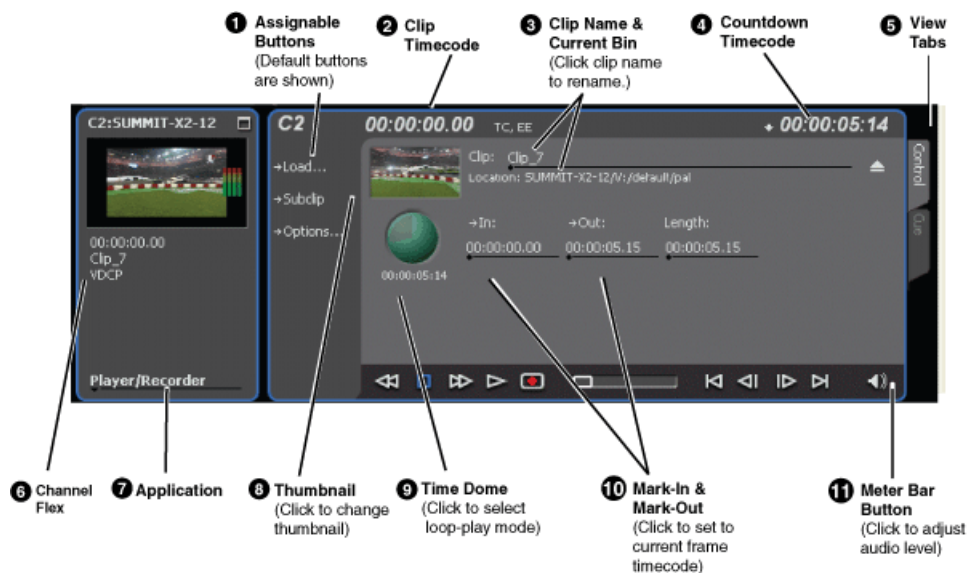 1 Assignable
Buttons
(Default buttons
are shown)
2 Clip
Timecode
3 Clip Name &
Current Bin
(Click clip name
to rename.)
4 Countdown
Timecode
5 View
Tabs
C2:SUMMIT-X2-12
00:00:00.00
Clip_7
VDCP
Player/Recorder
C2
00:00:00.00 TC, EE
00:00:05:14
Load...
Subclip
Options...
Clip: Clip_7
Location: SUMMIT-X2-12/V:/default/pal
00:00:05:14
In: Out: Length:
00:00:00.00 00:00:05.15 00:00:05.15
Control
Cue
6 Channel
Flex
7 Application
8 Thumbnail
(Click to change
thumbnail)
9 Time Dome
(Click to select
loop-play mode)
10 Mark-In &
Mark-Out
(Click to set to
current frame
timecode)
11 Meter Bar
Button
(Click to adjust
audio level)